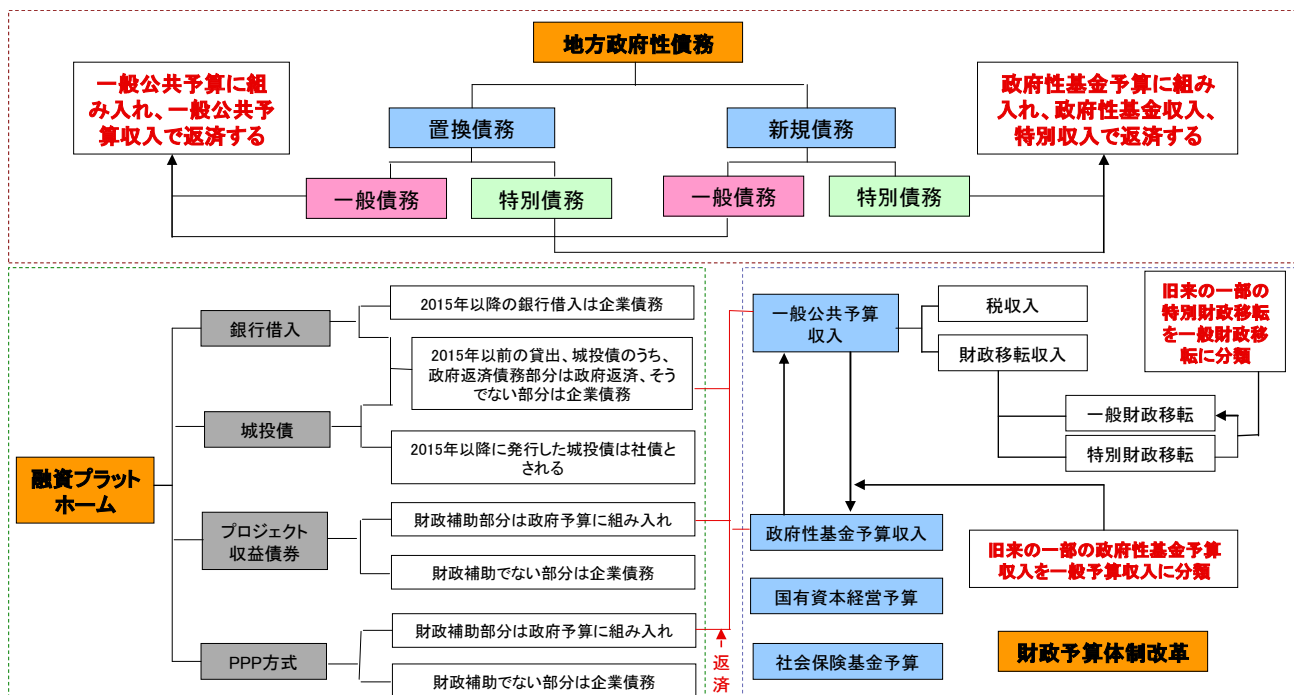 地方政府性債務
一般公共予算に組
み入れ、一般公共予
算収入で返済する
政府性基金予算に組み
入れ、政府性基金収入、
特別収入で返済する
置換債務
新規債務
一般債務
特別債務
一般債務
特別債務
融資プラット
ホーム
銀行借入
城投債
プロジェクト
収益債券
PPP方式
2015年以降の銀行借入は企業債務
2015年以前の貸出、城投債のうち、
政府返済債務部分は政府返済、そう
でない部分は企業債務
2015年以降に発行した城投債は社債と
される
財政補助部分は政府予算に組み入れ
財政補助でない部分は企業債務
財政補助部分は政府予算に組み入れ
財政補助でない部分は企業債務
返済
一般公共予算
収入
税収入
財政移転収入
旧来の一部の
特別財政移転
を一般財政移
転に分類
一般財政移転
特別財政移転
政府性基金予算収入
旧来の一部の政府性基金予算
収入を一般予算収入に分類
国有資本経営予算
社会保険基金予算
財政予算体制改革